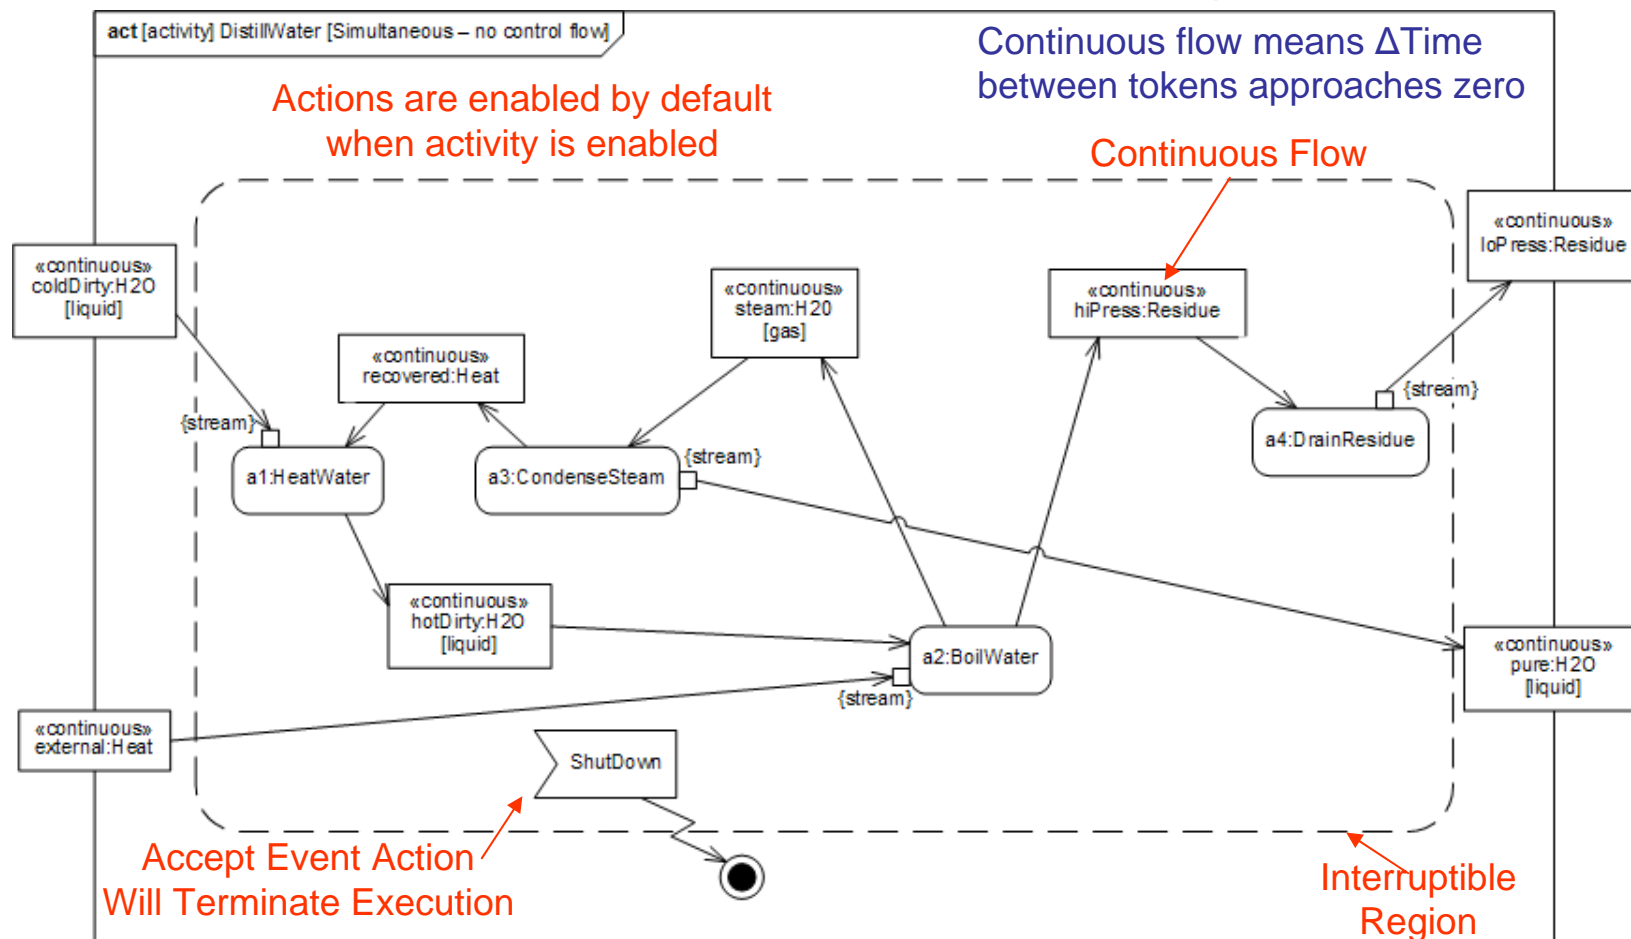 act [activity] DistillWater [Simultaneous – no control flow]
Continuous flow means ΔTime
between tokens approaches zero
Actions are enabled by default
when activity is enabled
Continuous Flow
«continuous»
loPress:Residue
«continuous»
coldDirty:H2O
[liquid]
«continuous»
steam:H20
[gas]
«continuous»
hiPress:Residue
«continuous»
recovered:Heat
{stream}
{stream}
a1:HeatWater
a3:CondenseSteam
{stream}
a4:DrainResidue
«continuous»
hotDirty:H2O
[liquid]
a2:BoilWater
{stream}
«continuous»
pure:H2O
[liquid]
«continuous»
external:Heat
ShutDown
Accept Event Action
Will Terminate Execution
Interruptible
Region